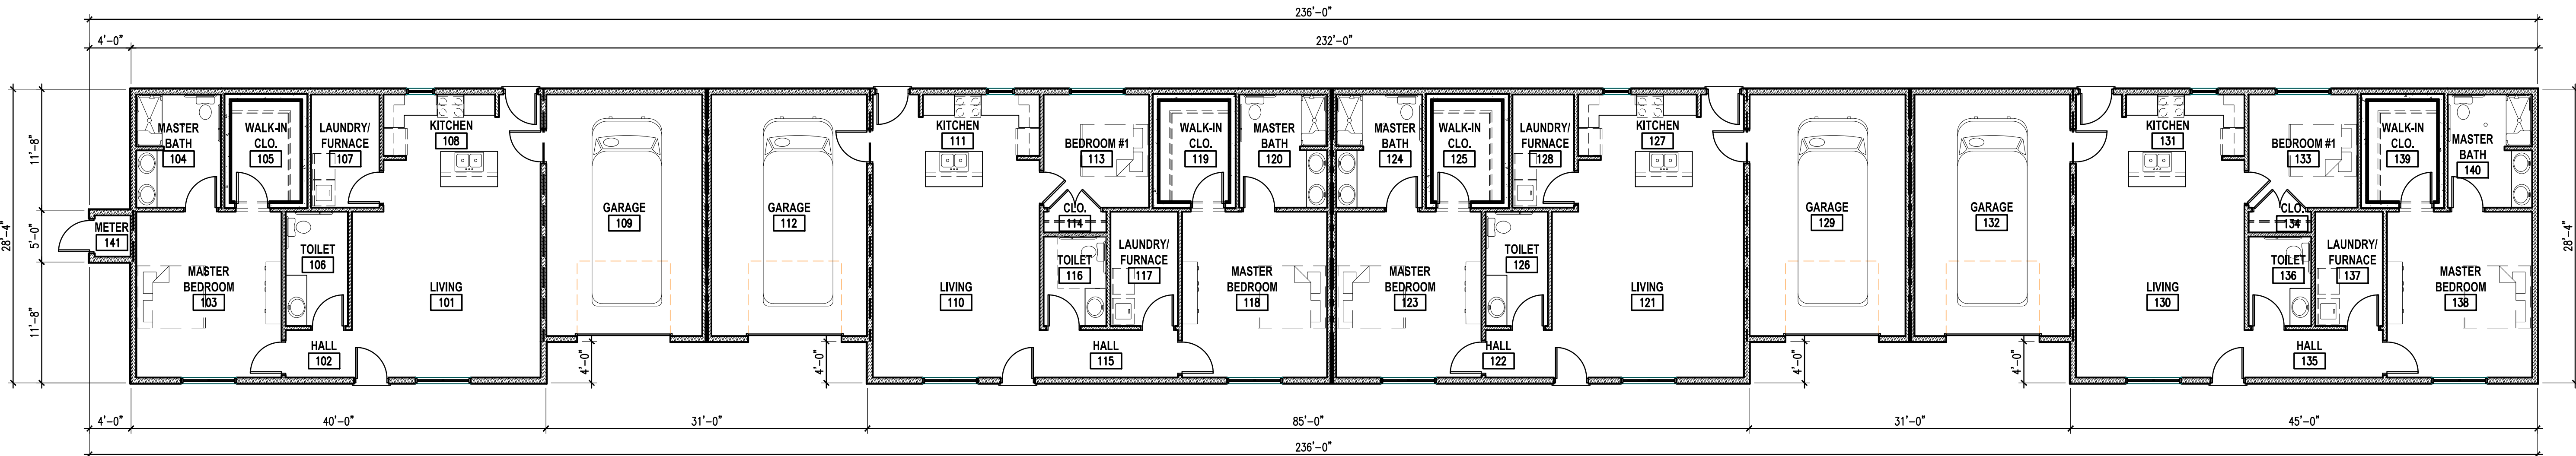 236'-0"
4'-0"
232'-0"
28'-4"
11'-8"
5'-0"
11'-8"
MASTER
BATH
104
WALK-IN
CLO.
105
LAUNDRY/
FURNACE
107
KITCHEN
108
METER
141
MASTER
BEDROOM
103
TOILET
106
LIVING
101
HALL
102
GARAGE
109
4'-0"
GARAGE
112
4'-0"
KITCHEN
111
LIVING
110
BEDROOM #1
113
CLO.
114
TOILET
116
LAUNDRY/
FURNACE
117
HALL
115
WALK-IN
CLO.
119
MASTER
BATH
120
MASTER
BEDROOM
118
MASTER
BATH
124
WALK-IN
CLO.
125
LAUNDRY/
FURNACE
128
KITCHEN
127
MASTER
BEDROOM
123
TOILET
126
LIVING
121
HALL
122
GARAGE
129
4'-0"
GARAGE
132
4'-0"
KITCHEN
131
LIVING
130
BEDROOM #1
133
CLO.
134
TOILET
136
LAUNDRY/
FURNACE
137
HALL
135
WALK-IN
CLO.
139
MASTER
BATH
140
MASTER
BEDROOM
138
28'-4"
4'-0"
40'-0"
31'-0"
85'-0"
31'-0"
45'-0"
236'-0"